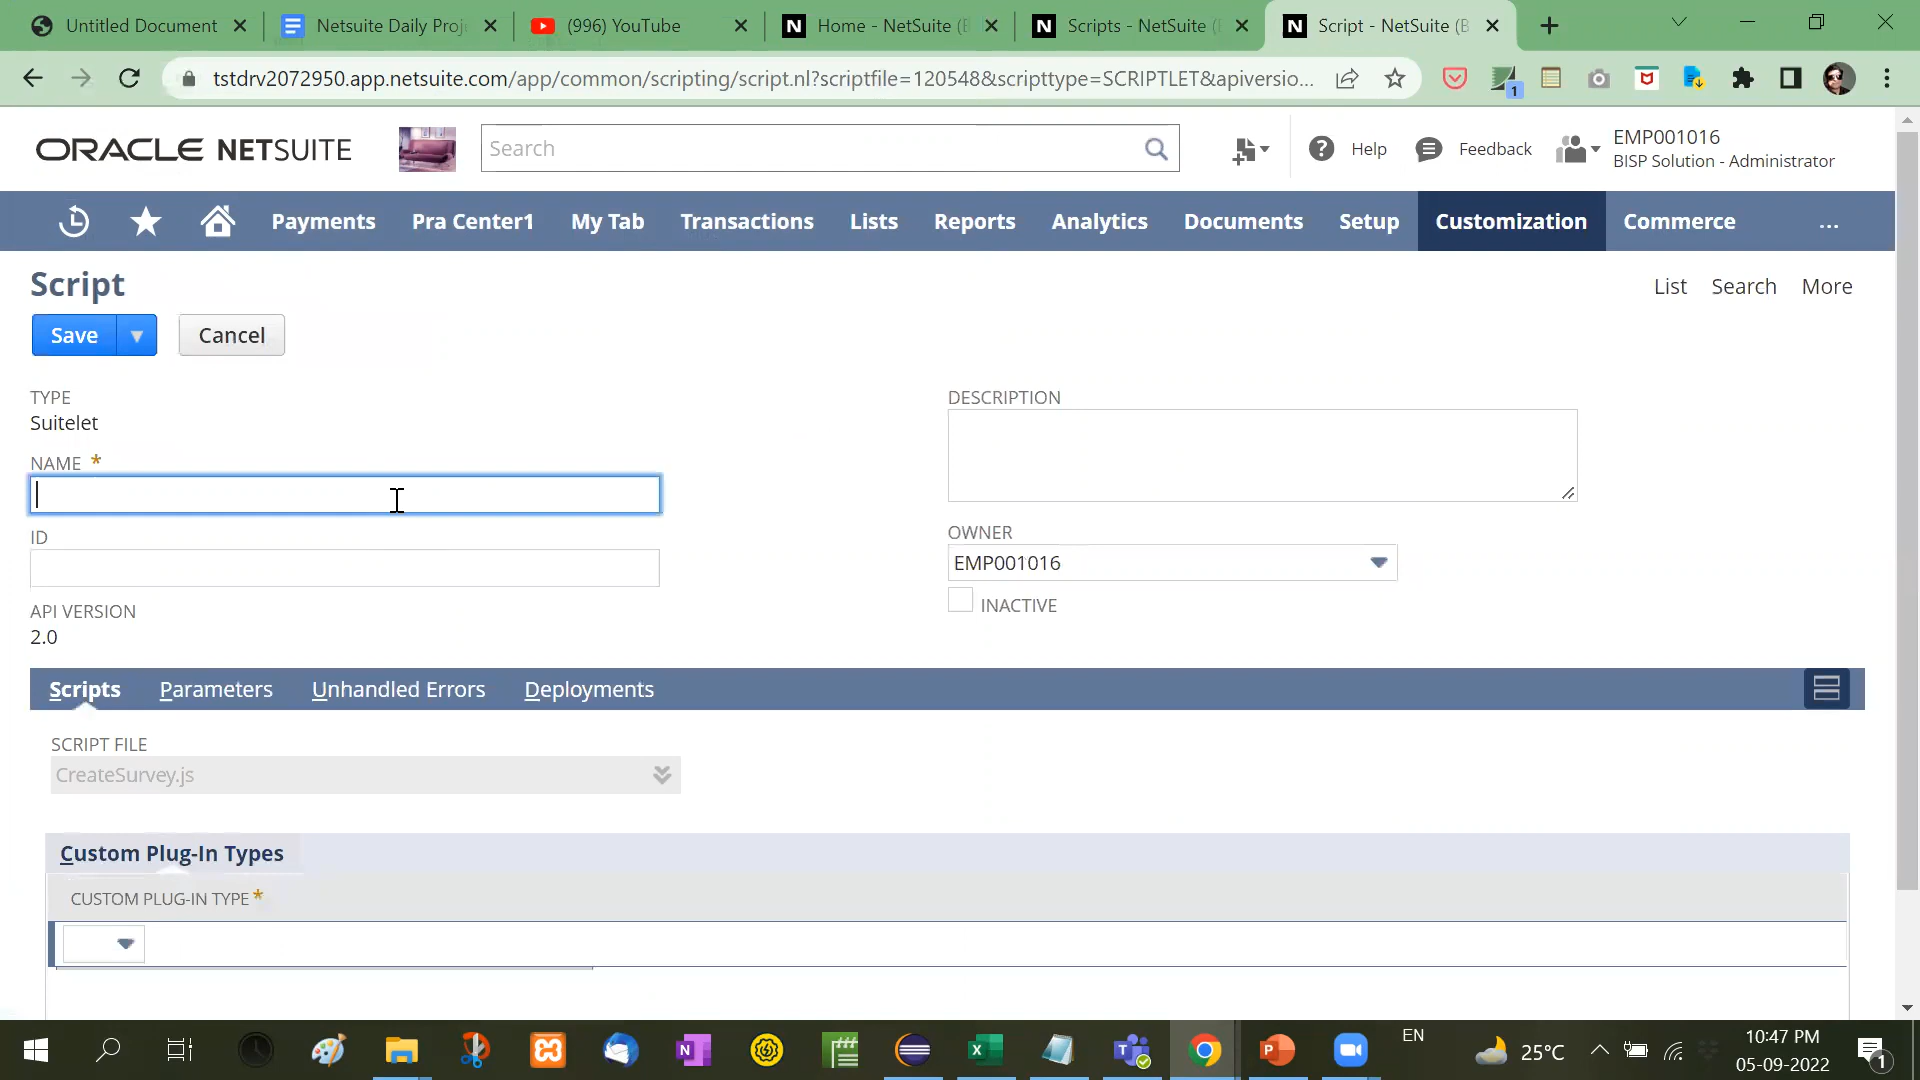 Untitled Document
Netsuite Daily Proj
(996) YouTube
Home - NetSuite (B
Scripts - NetSuite (
Script - NetSuite (B
tstdrv2072950.app.netsuite.com/app/common/scripting/script.nl?scriptfile=120548&scripttype=SCRIPTLET&apiversio...
1
ORACLE NETSUITE
Search
Help
Feedback
EMP001016
BISP Solution - Administrator
Payments
Pra Center1
My Tab
Transactions
Lists
Reports
Analytics
Documents
Setup
Customization
Commerce
...
Script
List
Search
More
Save
Cancel
TYPE
Suitelet
NAME *
ID
API VERSION
2.0
DESCRIPTION
OWNER
EMP001016
INACTIVE
Scripts
Parameters
Unhandled Errors
Deployments
SCRIPT FILE
CreateSurvey.js
Custom Plug-In Types
CUSTOM PLUG-IN TYPE *
EN
25°C
10:47 PM
05-09-2022
1